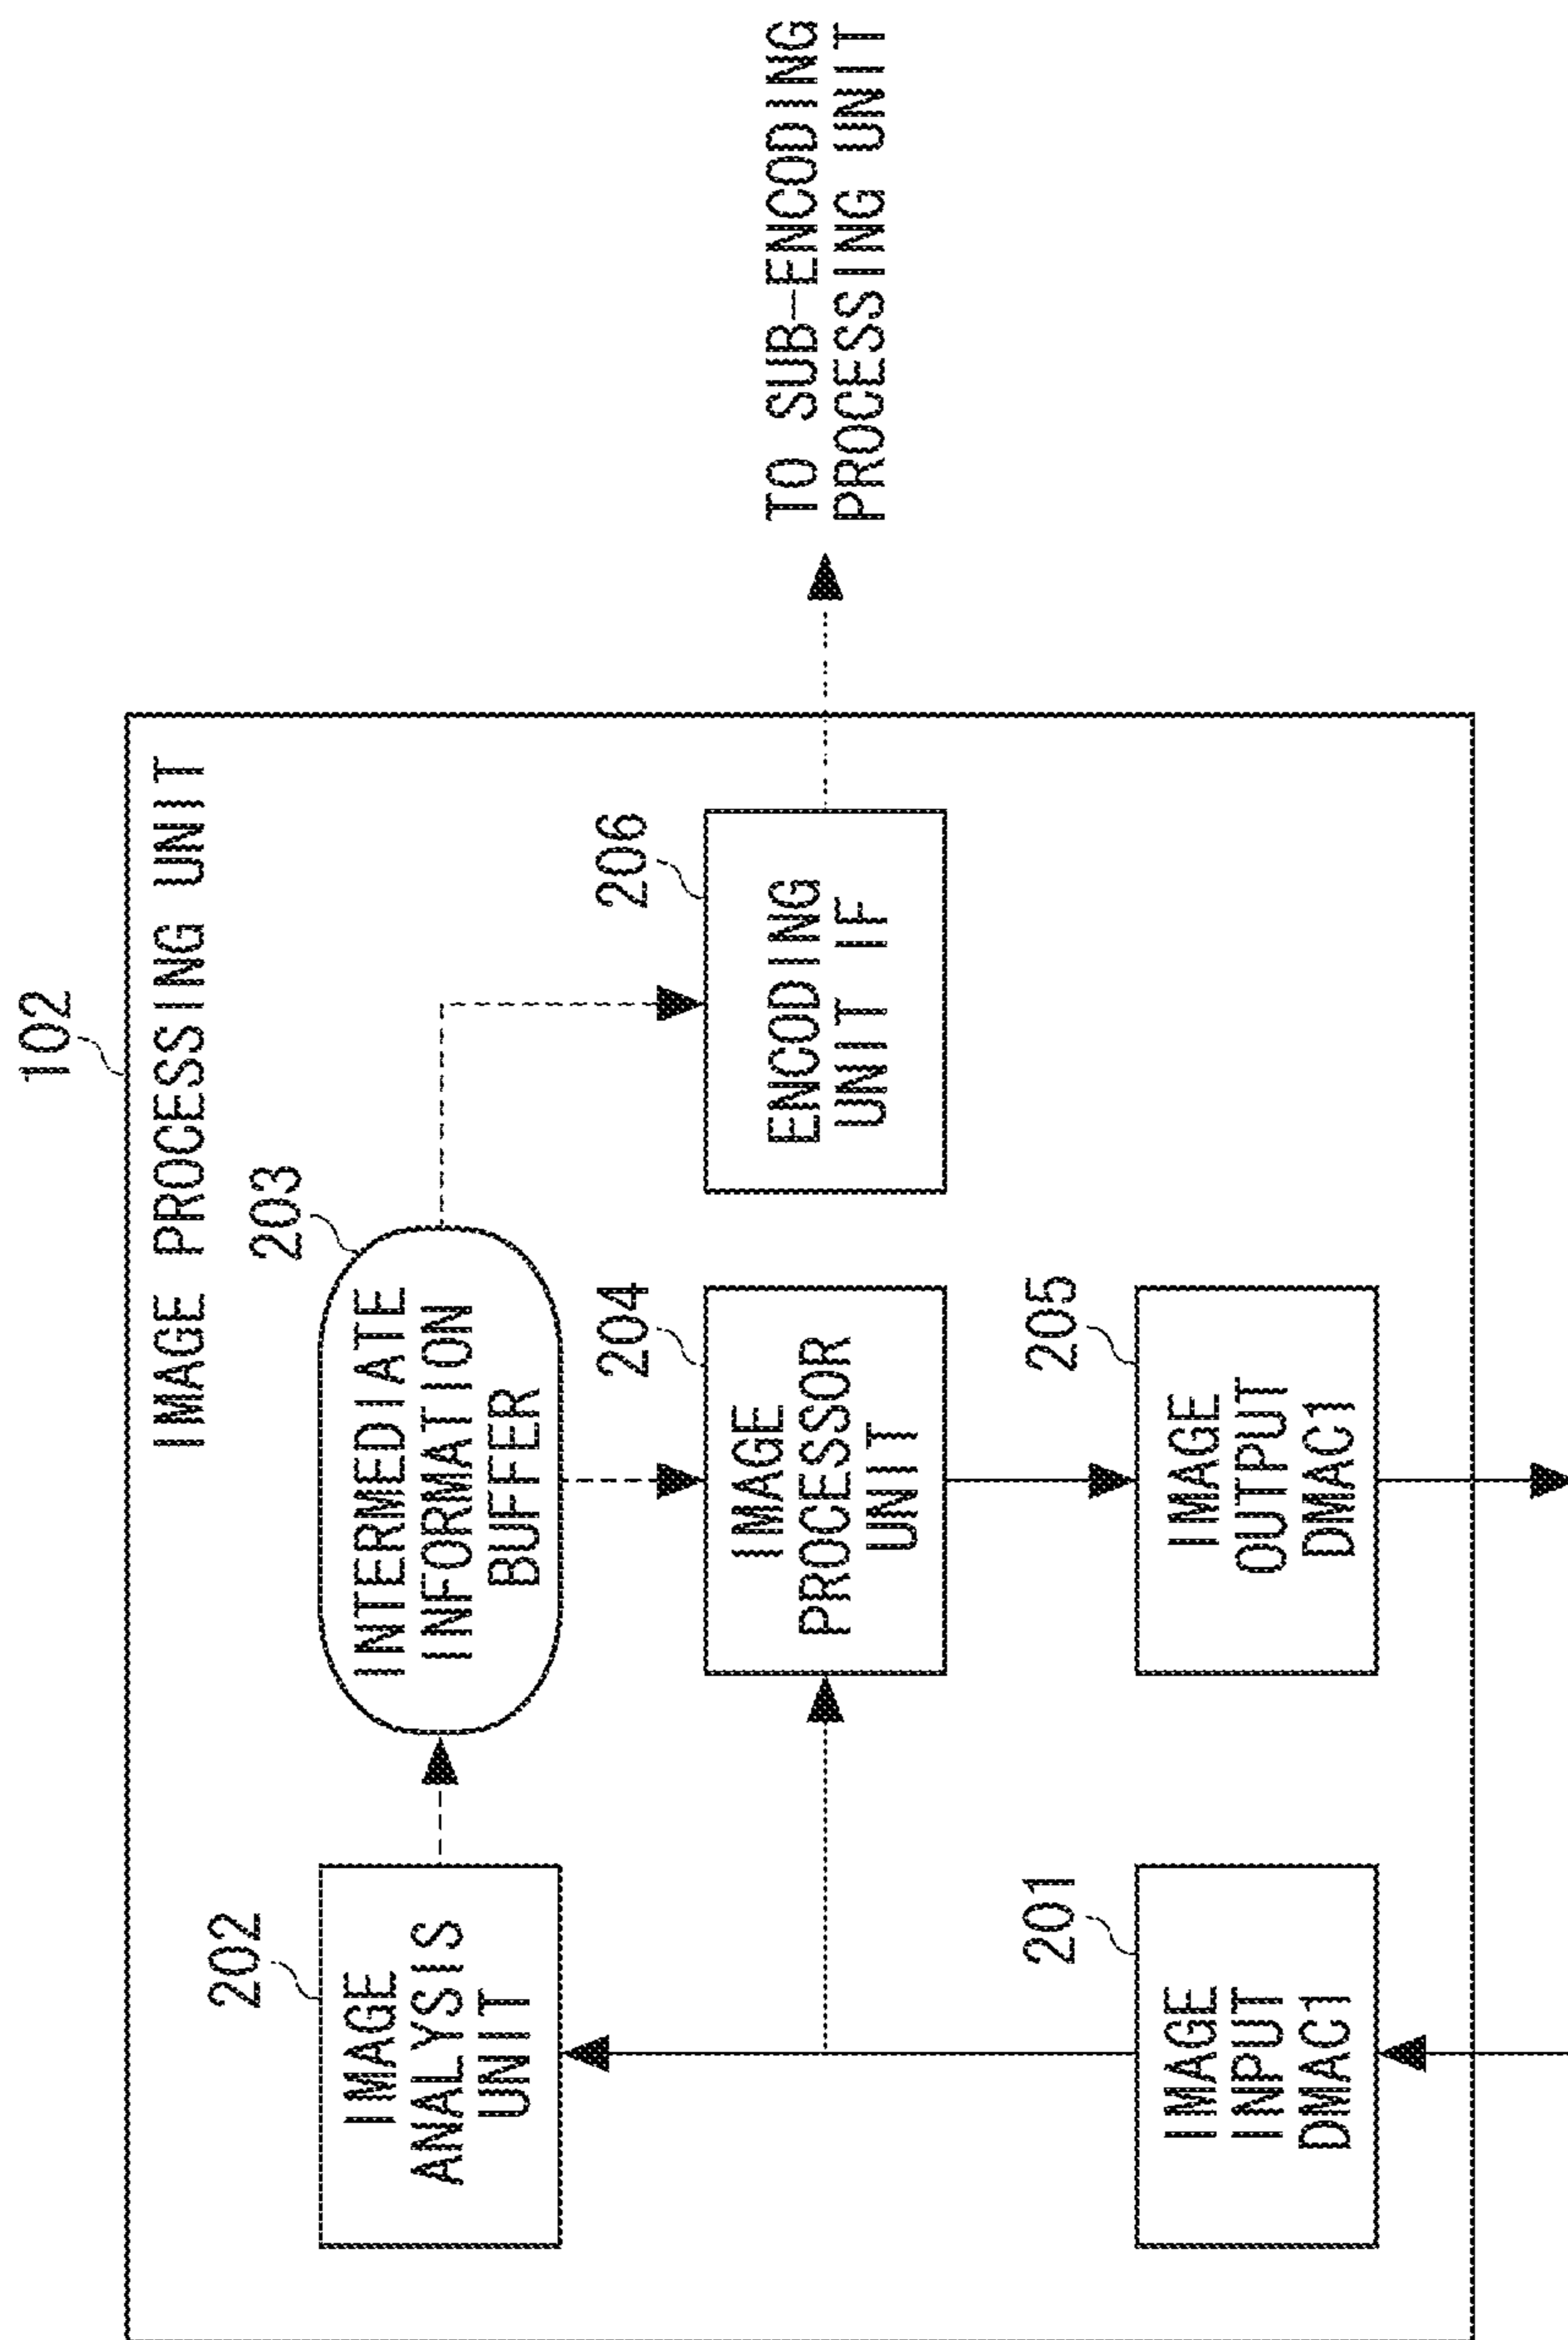 102
IMAGE PROCESSING UNIT
202
IMAGE
ANALYSIS
UNIT
203
INTERMEDIATE
INFORMATION
BUFFER
204
IMAGE
PROCESSOR
UNIT
206
ENCODING
UNIT IF
TO SUB-ENCODING
PROCESSING UNIT
201
IMAGE
INPUT
DMAC1
205
IMAGE
OUTPUT
DMAC1